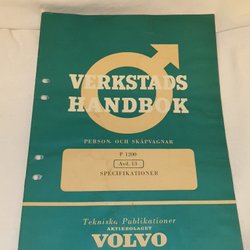 VERKSTADS
HANDBOK
PERSON- OCH SKÅPVAGNAR
P 1200
Avd. 13
SPECIFIKATIONER
Tekniska Publikationer
AKTIEBOLAGET
VOLVO